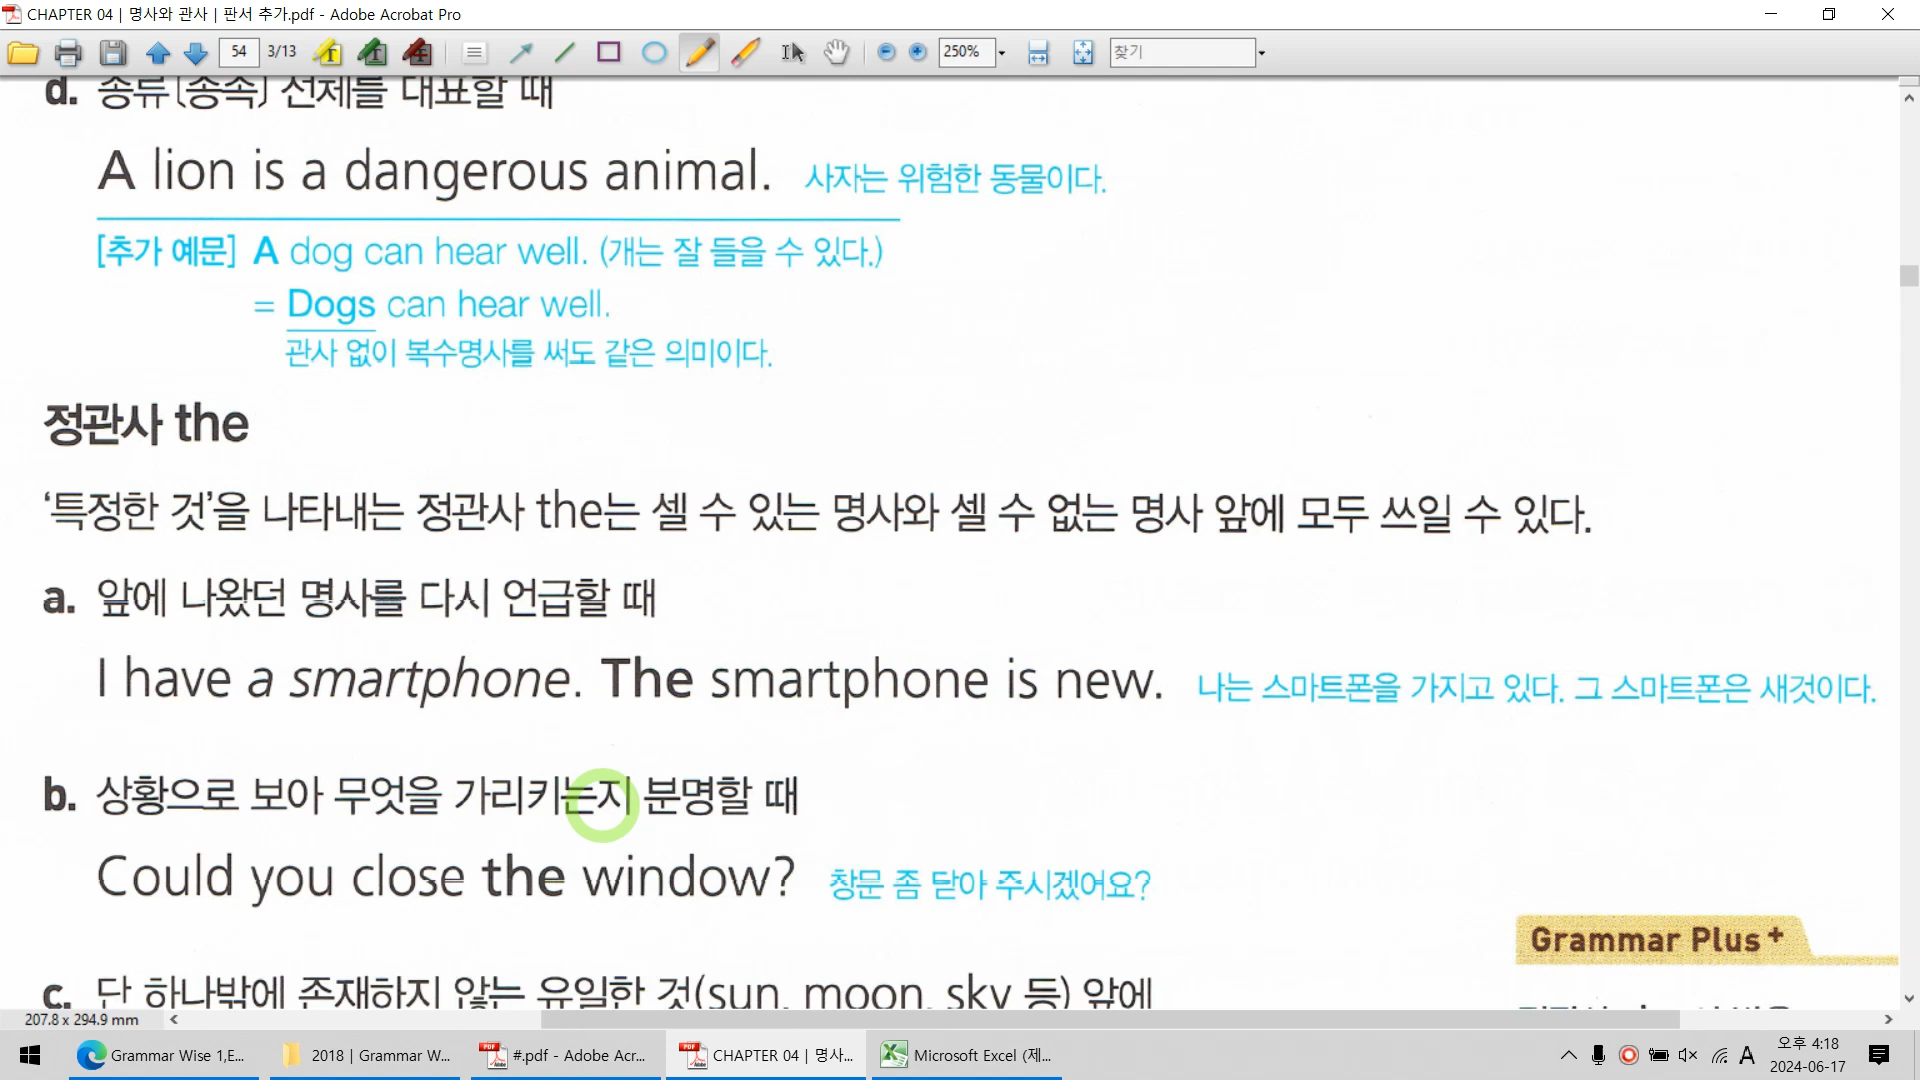 CHAPTER 04 | 명사와 관사 | 판서 추가.pdf - Adobe Acrobat Pro
54 3/13 250% 찾기
d. 종류[종속] 전체를 대표할 때
A lion is a dangerous animal. 사자는 위험한 동물이다.
[추가 예문] A dog can hear well. (개는 잘 들을 수 있다.)
= Dogs can hear well.
관사 없이 복수명사를 써도 같은 의미이다.
정관사 the
‘특정한 것’을 나타내는 정관사 the는 셀 수 있는 명사와 셀 수 없는 명사 앞에 모두 쓰일 수 있다.
a. 앞에 나왔던 명사를 다시 언급할 때
I have a smartphone. The smartphone is new. 나는 스마트폰을 가지고 있다. 그 스마트폰은 새것이다.
b. 상황으로 보아 무엇을 가리키는지 분명할 때
Could you close the window? 창문 좀 닫아 주시겠어요?
Grammar Plus+
c. 단 하나밖에 존재하지 않는 유일한 것(sun, moon, sky 등) 앞에
207.8 x 294.9 mm
Grammar Wise 1,E... 2018 | Grammar W... #.pdf - Adobe Acr... CHAPTER 04 | 명사... Microsoft Excel (제... A 오후 4:18
2024-06-17